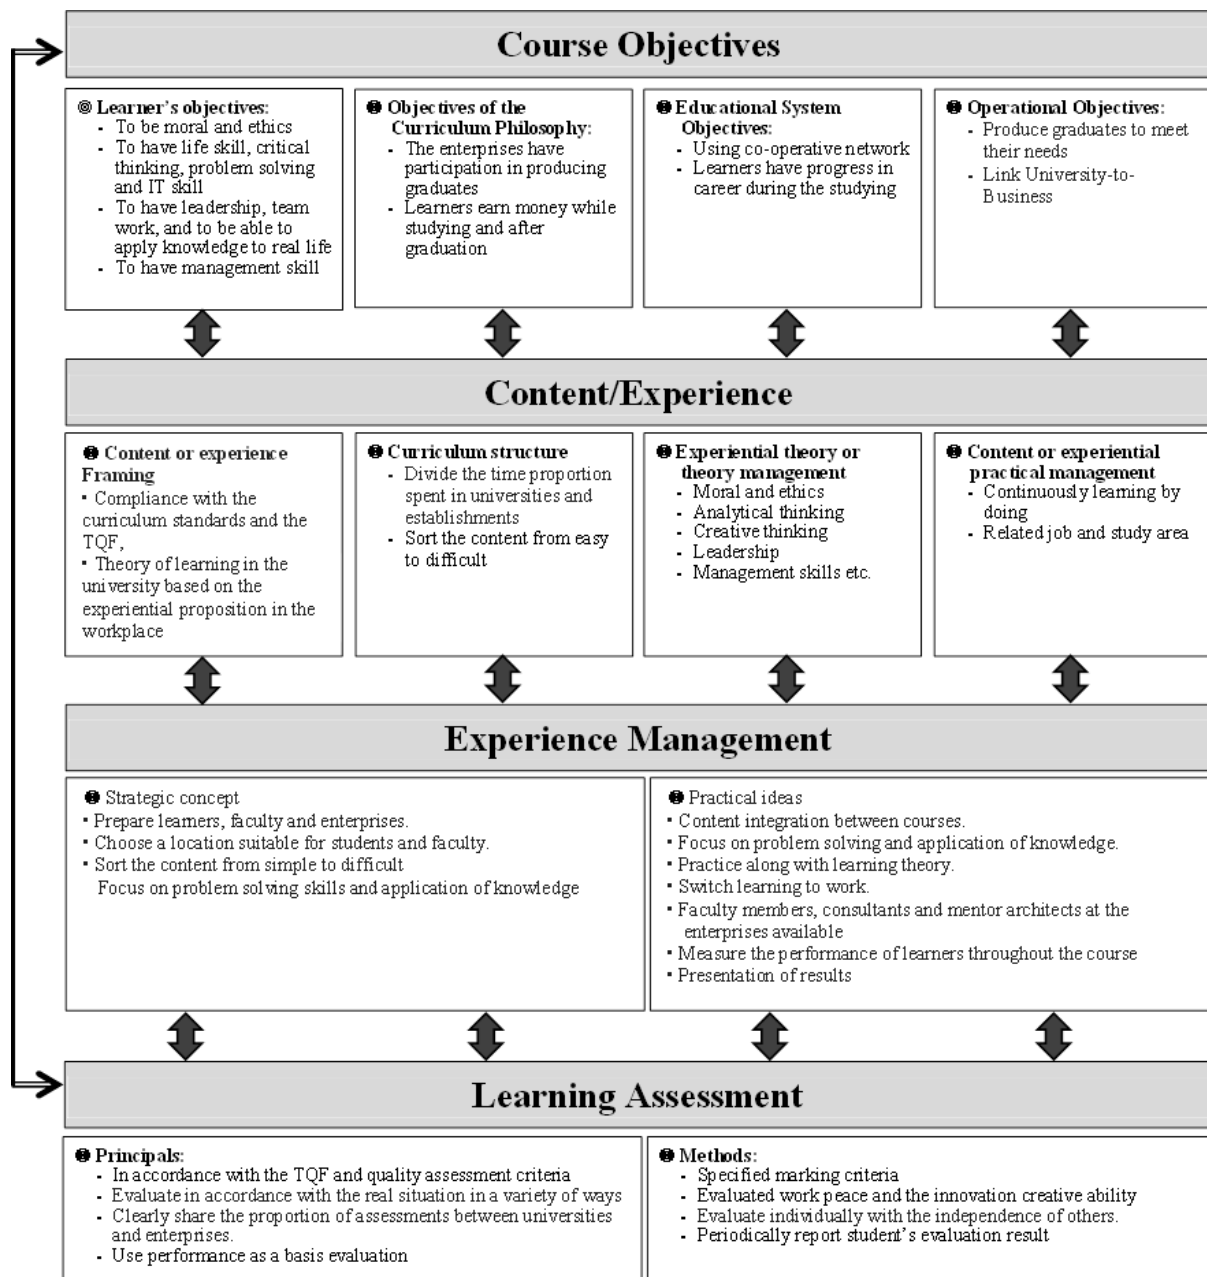 Course Objectives
◎ Learner's objectives:
- To be moral and ethics
- To have life skill, critical
thinking, problem solving
and IT skill
- To have leadership, team
work, and to be able to
apply knowledge to real life
- To have management skill
❷ Objectives of the
Curriculum Philosophy:
- The enterprises have
participation in producing
graduates
- Learners earn money while
studying and after
graduation
❷ Educational System
Objectives:
- Using co-operative network
- Learners have progress in
career during the studying
❷ Operational Objectives:
- Produce graduates to meet
their needs
- Link University-to-
Business
Content/Experience
❷ Content or experience
Framing
▪ Compliance with the
curriculum standards and the
TQF,
▪ Theory of learning in the
university based on the
experiential proposition in the
workplace
❷ Curriculum structure
- Divide the time proportion
spent in universities and
establishments
- Sort the content from easy
to difficult
❷ Experiential theory or
theory management
- Moral and ethics
- Analytical thinking
- Creative thinking
- Leadership
- Management skills etc.
❷ Content or experiential
practical management
- Continuously learning by
doing
- Related job and study area
Experience Management
❷ Strategic concept
▪ Prepare learners, faculty and enterprises.
▪ Choose a location suitable for students and faculty.
▪ Sort the content from simple to difficult
Focus on problem solving skills and application of knowledge
❷ Practical ideas
▪ Content integration between courses.
▪ Focus on problem solving and application of knowledge.
▪ Practice along with learning theory.
▪ Switch learning to work.
▪ Faculty members, consultants and mentor architects at the
enterprises available
▪ Measure the performance of learners throughout the course
▪ Presentation of results
Learning Assessment
❷ Principals:
- In accordance with the TQF and quality assessment criteria
- Evaluate in accordance with the real situation in a variety of ways
- Clearly share the proportion of assessments between universities
and enterprises.
- Use performance as a basis evaluation
❷ Methods:
- Specified marking criteria
- Evaluated work peace and the innovation creative ability
- Evaluate individually with the independence of others.
- Periodically report student's evaluation result